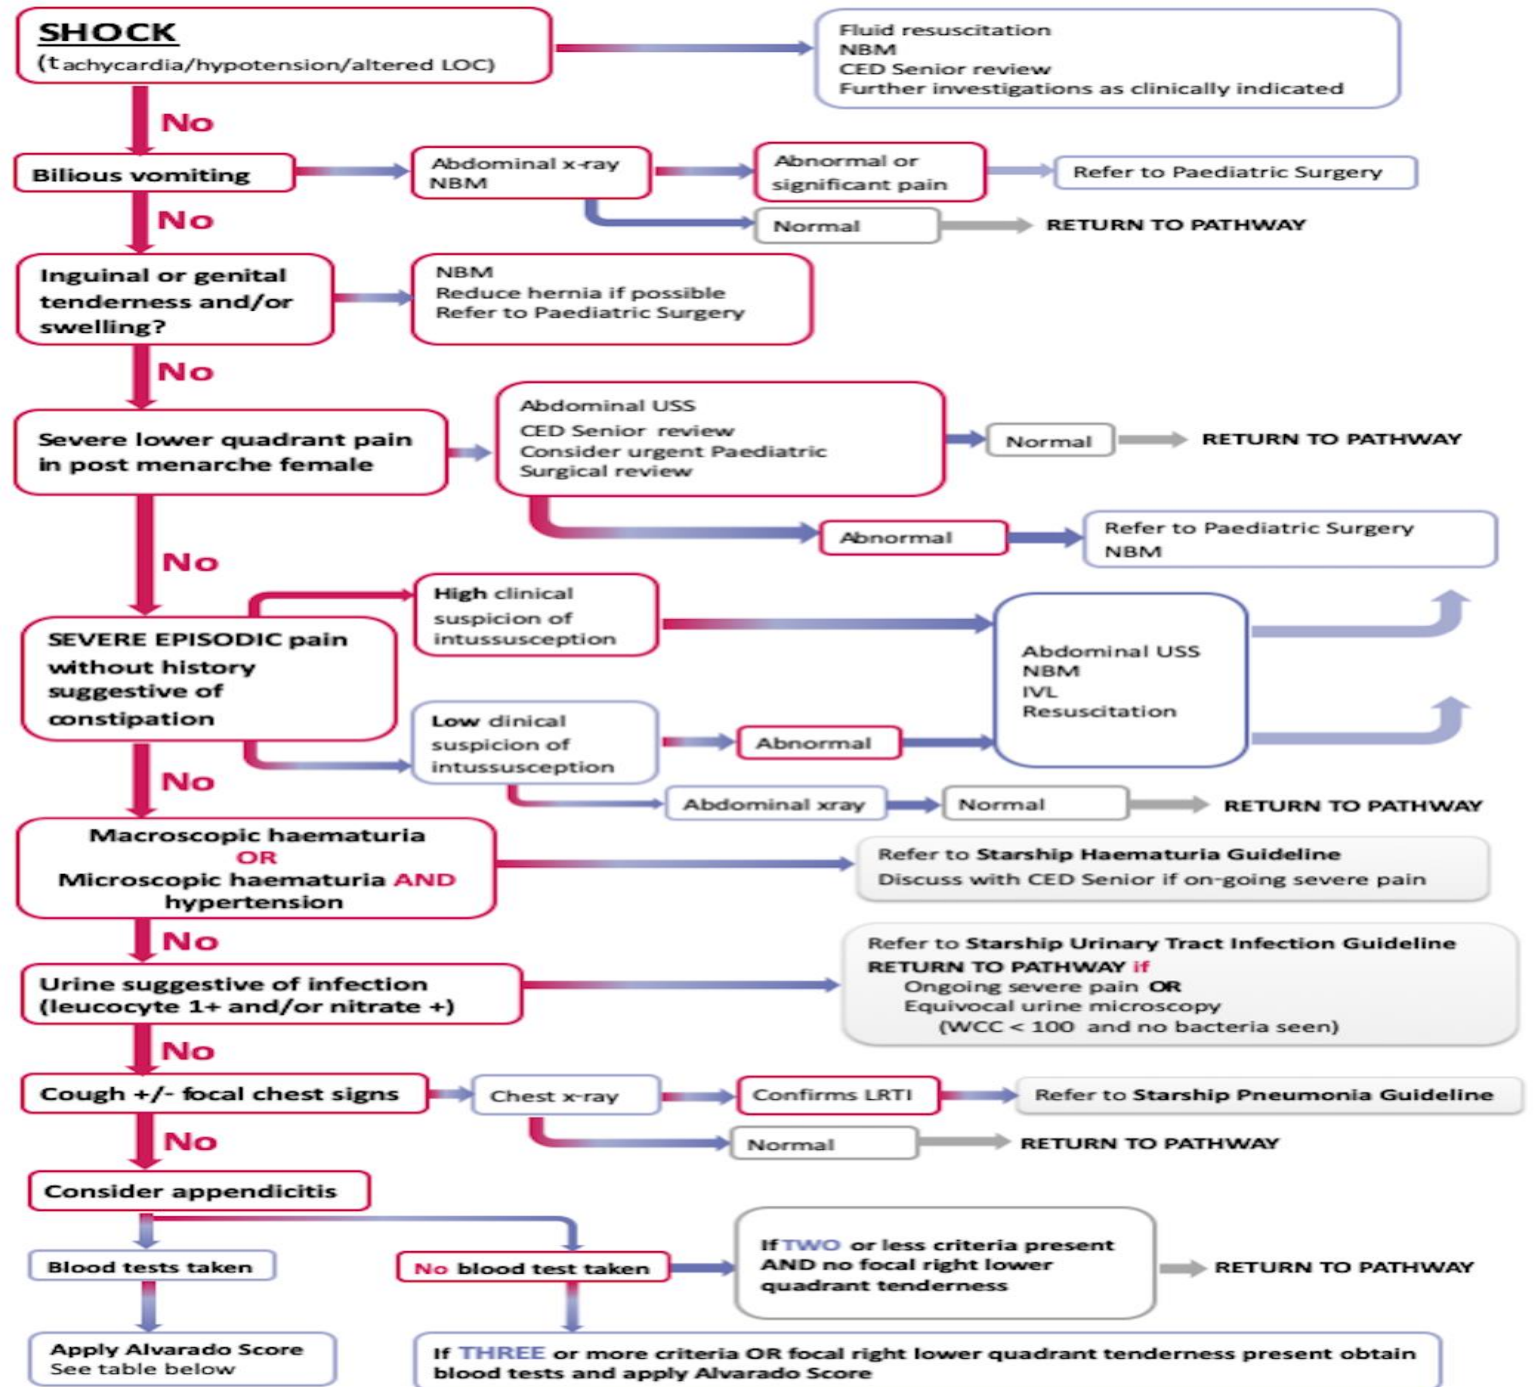 SHOCK
(tachycardia/hypotension/altered LOC)
Fluid resuscitation
NBM
CED Senior review
Further investigations as clinically indicated
No
Bilious vomiting
Abdominal x-ray
NBM
Abnormal or
significant pain
Refer to Paediatric Surgery
Normal
RETURN TO PATHWAY
No
Inguinal or genital
tenderness and/or
swelling?
NBM
Reduce hernia if possible
Refer to Paediatric Surgery
No
Severe lower quadrant pain
in post menarche female
Abdominal USS
CED Senior review
Consider urgent Paediatric
Surgical review
Normal
RETURN TO PATHWAY
Abnormal
Refer to Paediatric Surgery
NBM
No
SEVERE EPISODIC pain
without history
suggestive of
constipation
High clinical
suspicion of
intussusception
Abdominal USS
NBM
IVL
Resuscitation
Low clinical
suspicion of
intussusception
Abnormal
Abdominal xray
Normal
RETURN TO PATHWAY
No
Macroscopic haematuria
OR
Microscopic haematuria AND
hypertension
Refer to Starship Haematuria Guideline
Discuss with CED Senior if on-going severe pain
No
Urine suggestive of infection
(leucocyte 1+ and/or nitrate +)
Refer to Starship Urinary Tract Infection Guideline
RETURN TO PATHWAY if
Ongoing severe pain OR
Equivocal urine microscopy
(WCC < 100 and no bacteria seen)
No
Cough +/- focal chest signs
Chest x-ray
Confirms LRTI
Refer to Starship Pneumonia Guideline
Normal
RETURN TO PATHWAY
No
Consider appendicitis
Blood tests taken
No blood test taken
If TWO or less criteria present
AND no focal right lower
quadrant tenderness
RETURN TO PATHWAY
Apply Alvarado Score
See table below
If THREE or more criteria OR focal right lower quadrant tenderness present obtain
blood tests and apply Alvarado Score